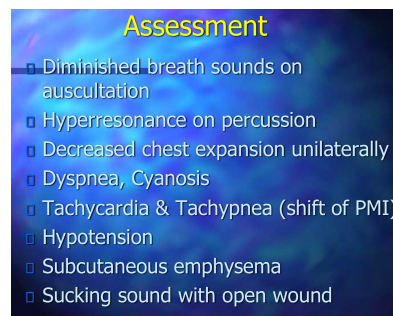 Assessment
Diminished breath sounds on
auscultation
Hyperresonance on percussion
Decreased chest expansion unilaterally
Dyspnea, Cyanosis
Tachycardia & Tachypnea (shift of PMI)
Hypotension
Subcutaneous emphysema
Sucking sound with open wound